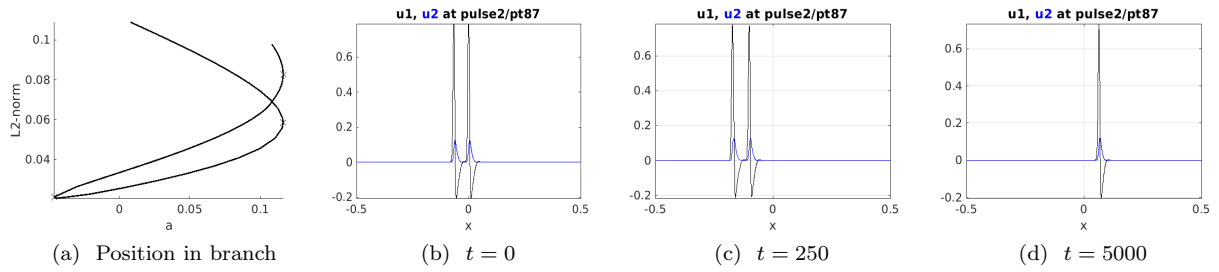 u1, u2 at pulse2/pt87
u1, u2 at pulse2/pt87
u1, u2 at pulse2/pt87
L2-norm
0.1
0.08
0.06
0.04
0
0.05
0.1
a
0.6
0.4
0.2
0
-0.2
-0.5
0
0.5
x
0.6
0.4
0.2
0
-0.2
-0.5
0
0.5
x
0.6
0.4
0.2
0
-0.2
-0.5
0
0.5
x
(a) Position in branch
(b) t = 0
(c) t = 250
(d) t = 5000